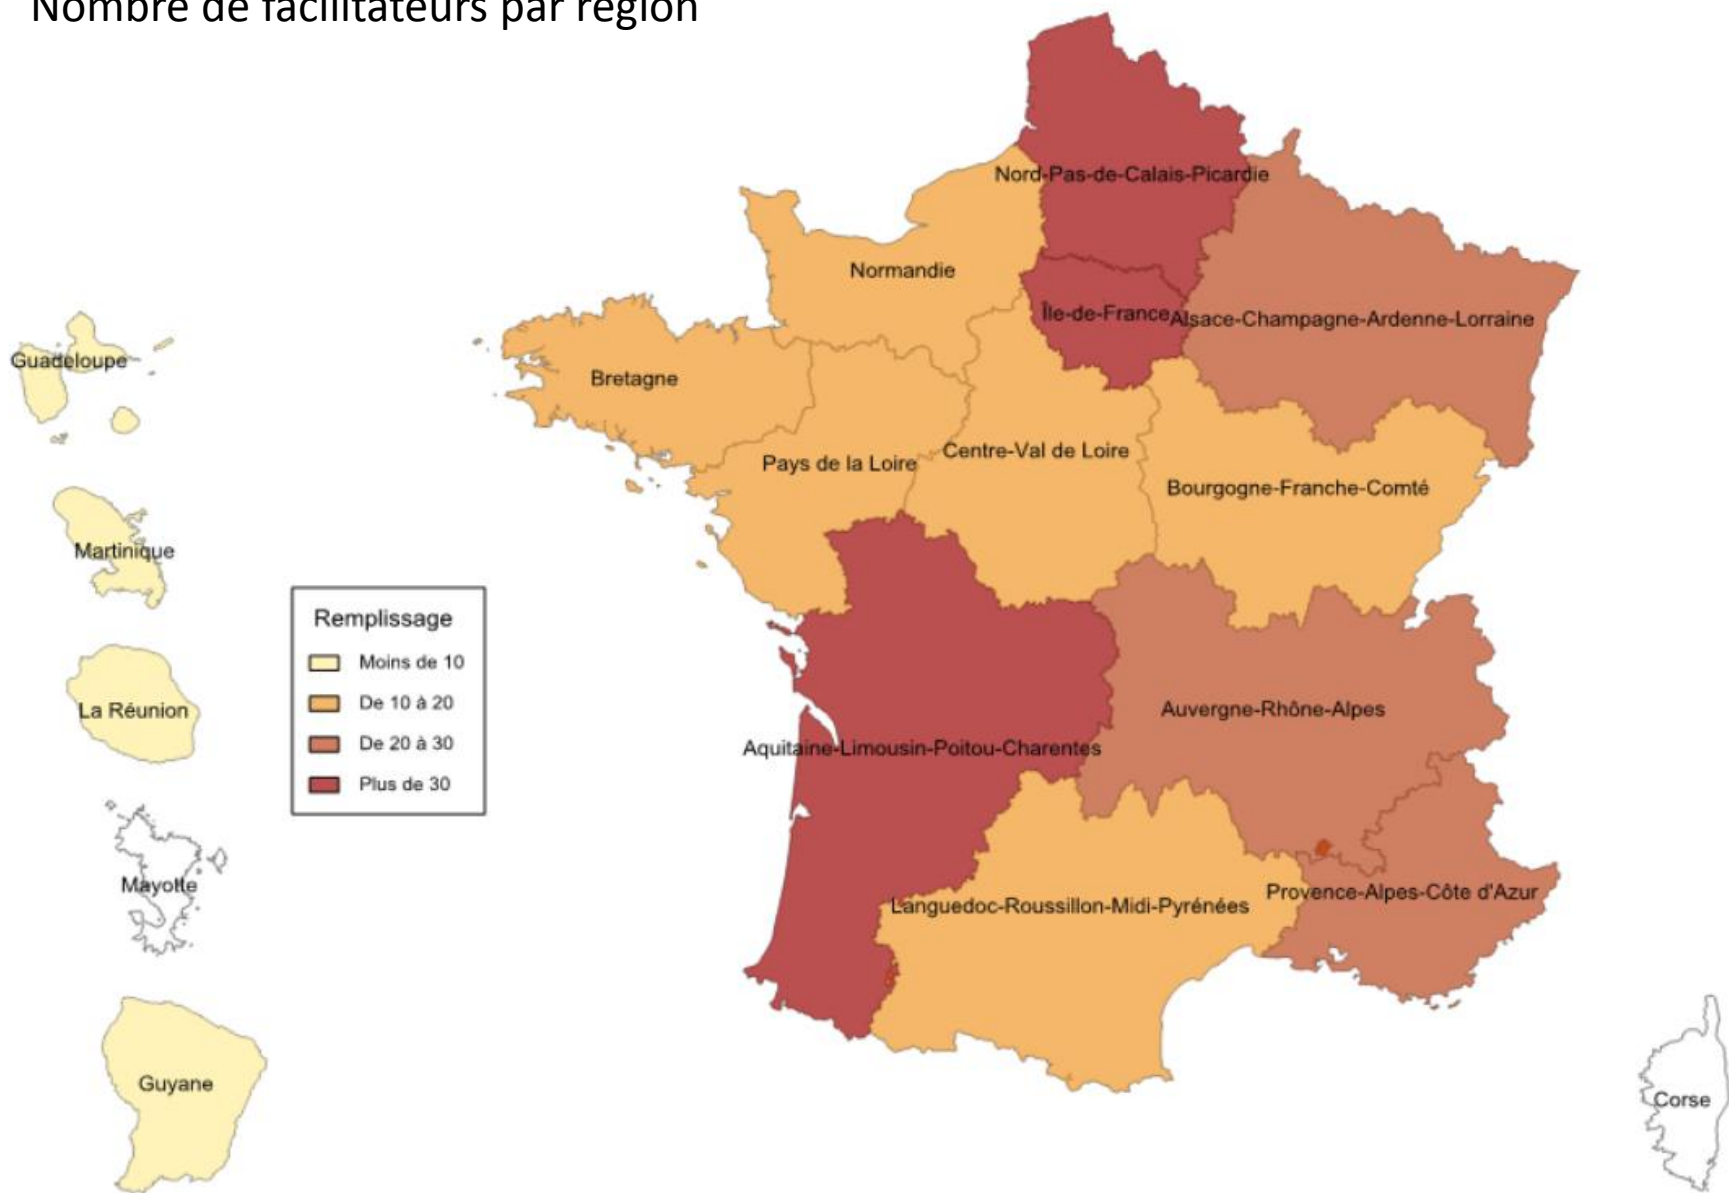 Nombre de facilitateurs par région
Nord-Pas-de-Calais-Picardie
Normandie
Île-de-France
Alsace-Champagne-Ardenne-Lorraine
Guadeloupe
Bretagne
Centre-Val de Loire
Pays de la Loire
Bourgogne-Franche-Comté
Martinique
Remplissage
Moins de 10
De 10 à 20
De 20 à 30
Plus de 30
La Réunion
Auvergne-Rhône-Alpes
Aquitaine-Limousin-Poitou-Charentes
Mayotte
Provence-Alpes-Côte d'Azur
Languedoc-Roussillon-Midi-Pyrénées
Guyane
Corse